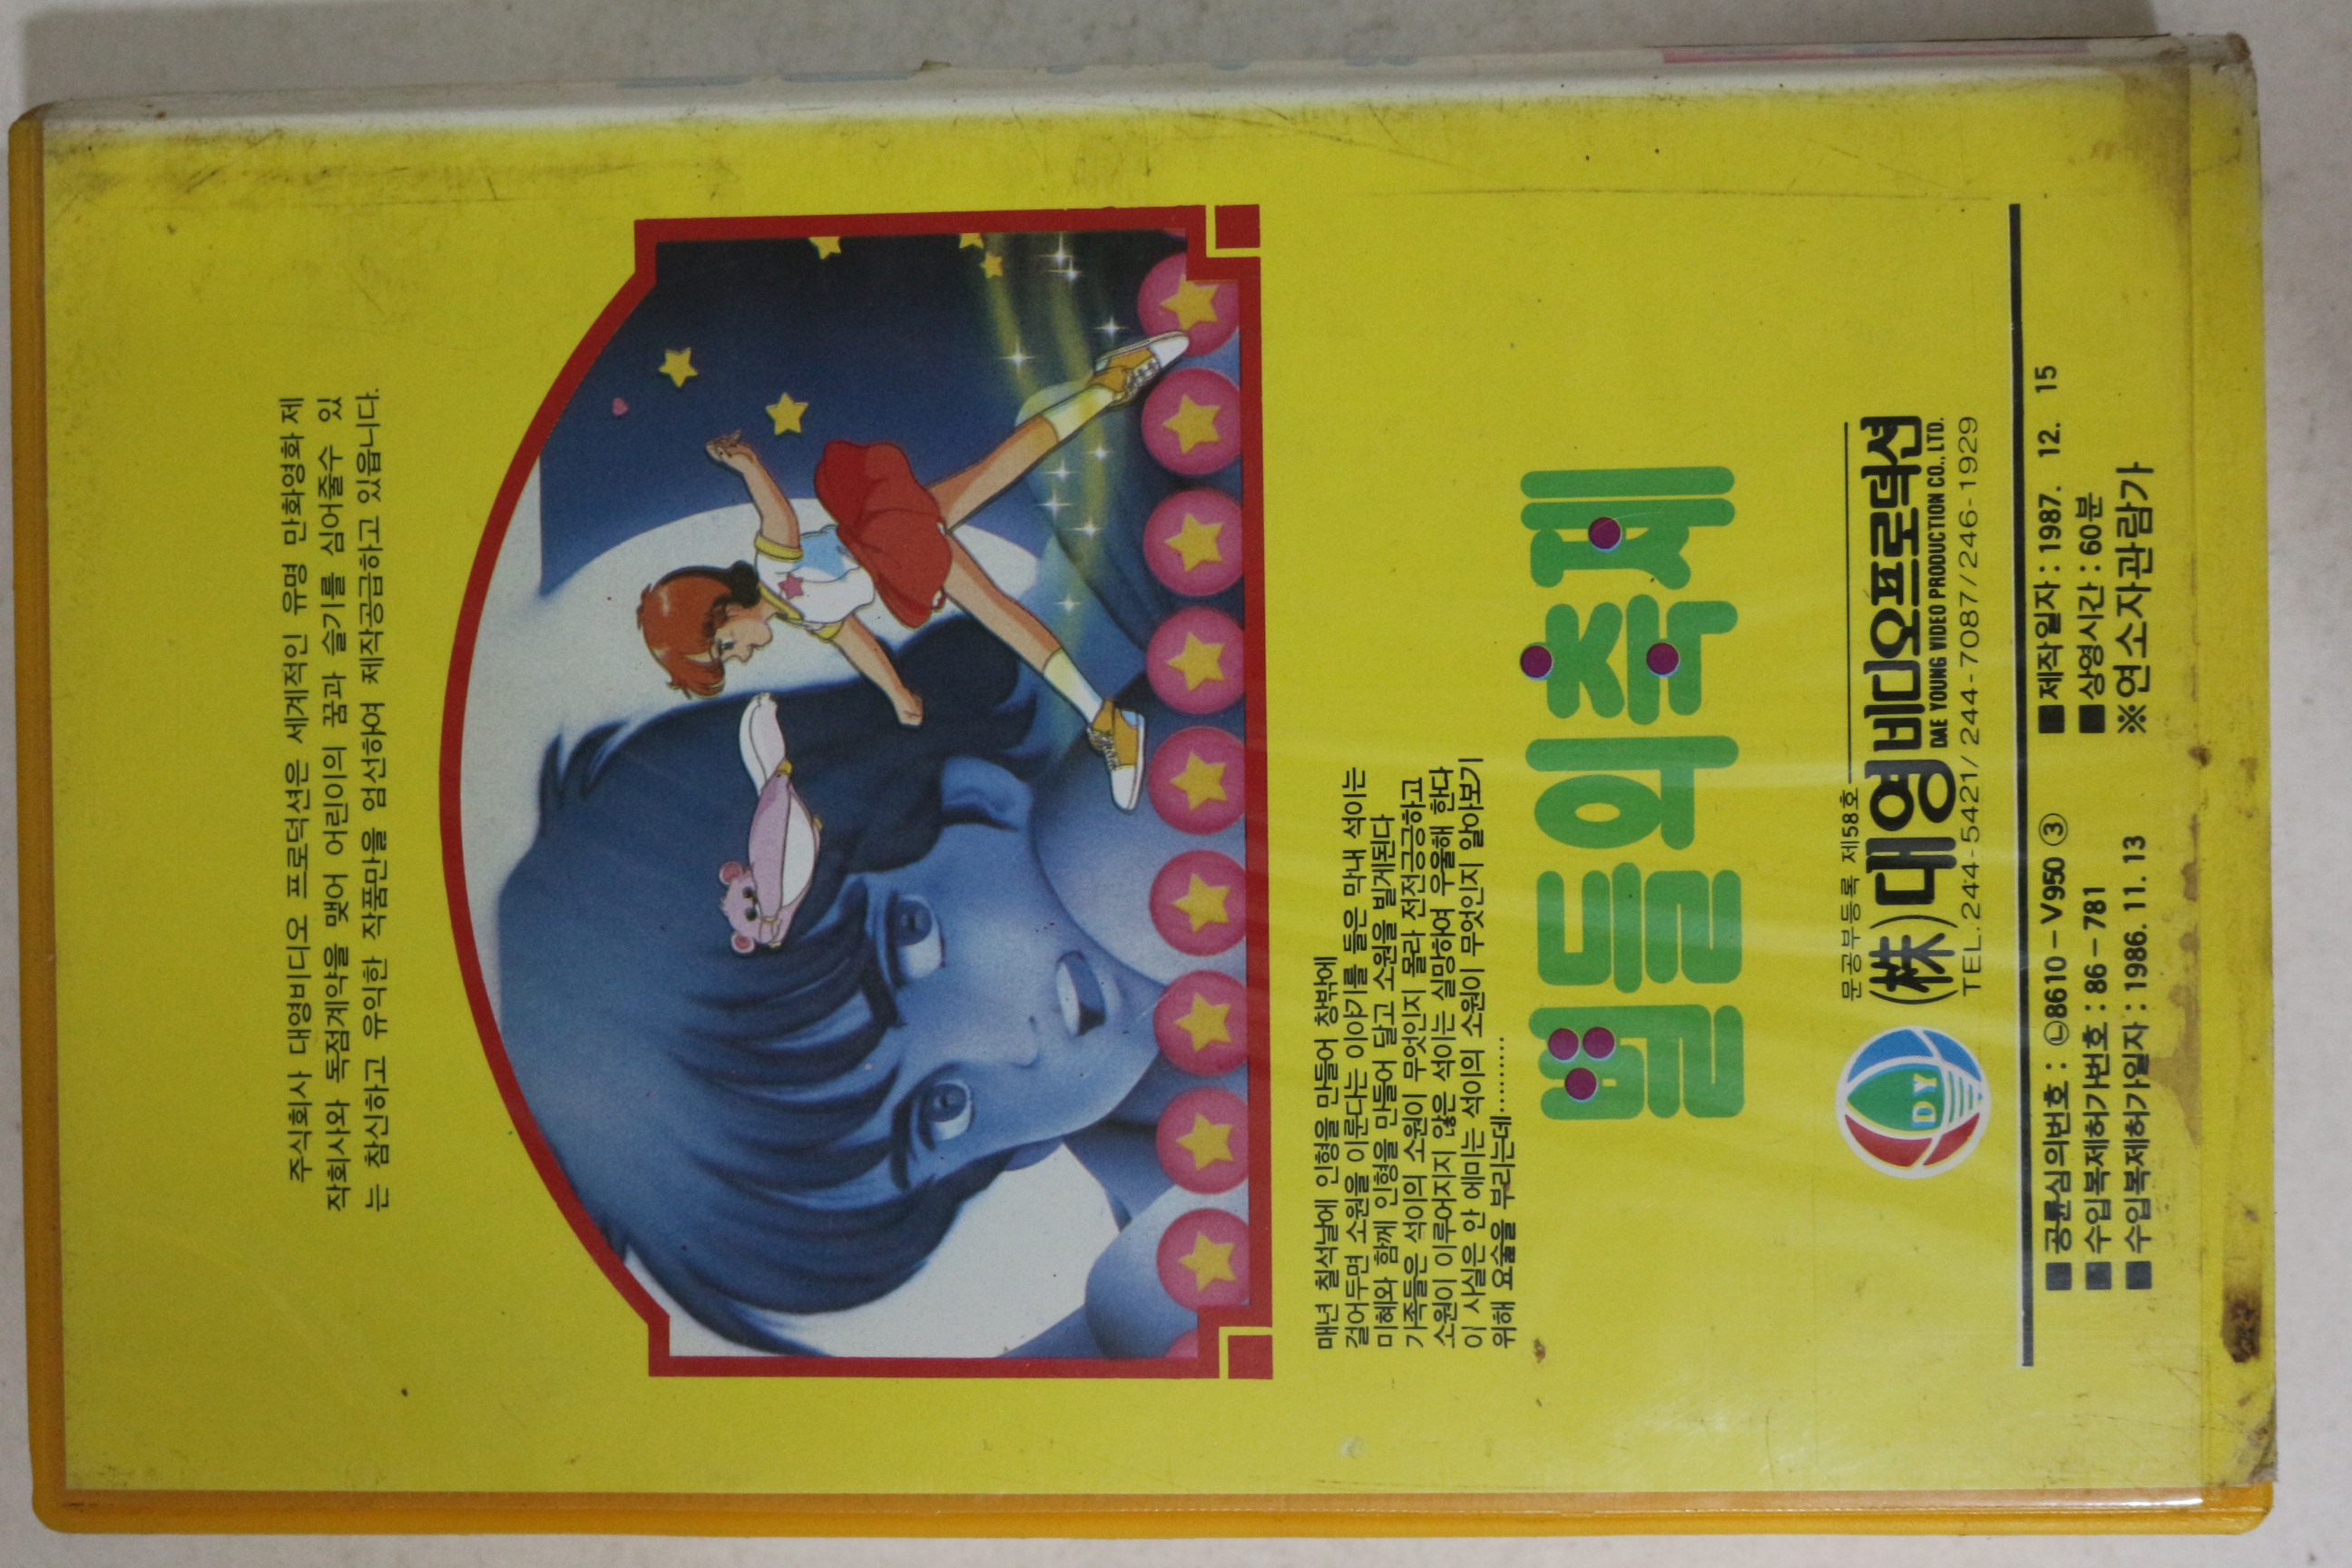 주식회사 대영비디오 프로덕션은 세계적인 유명 만화영화 제
작회사와 독점계약을 맺어 어린이의 꿈과 슬기를 심어줄수 있
는 참신하고 유익한 작품만을 엄선하여 제작공급하고 있읍니다.
매년 칠석날에 인형을 만들어 창밖에
걸어두면 소원을 이룬다는 이야기를 들은 막내 석이는
미혜와 함께 인형을 만들어 달고 소원을 빌게된다
가족들은 석이의 소원이 무엇인지 몰라 전전긍긍하고
소원이 이루어지지 않은 석이는 실망하여 우울해 한다
이 사실은 안 에미는 석이의 소원이 무엇인지 알아보기
위해 요술을 부리는데..........
별들의축제
문공부등록 제58호
(株)대영비디오프로덕션
DAE YOUNG VIDEO PRODUCTION CO., LTD.
TEL.244-5421/244-7087/246-1929
DY
■공륜심의번호 : ㉡8610-V950 ③ ■제작일자 : 1987. 12. 15
■수입복제허가번호 : 86-781 ■상영시간 : 60분
■수입복제허가일자 : 1986. 11. 13 ※연소자관람가